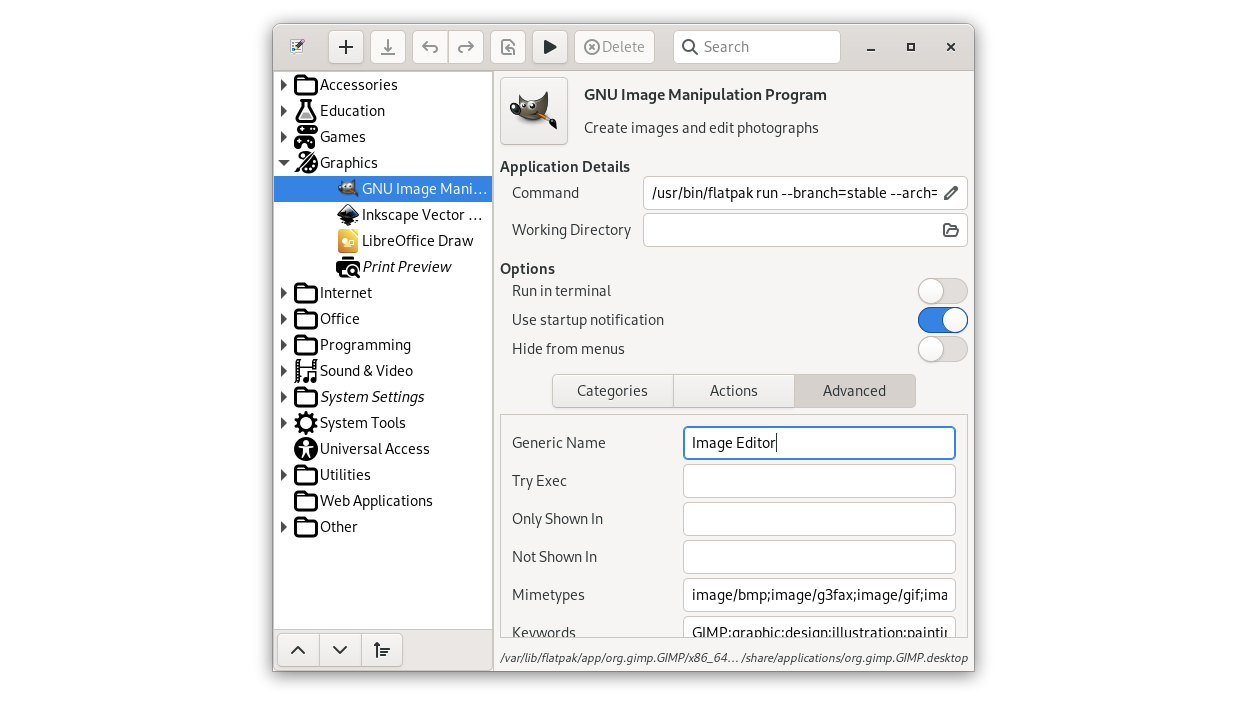 Delete
Search
Accessories
Education
Games
Graphics
GNU Image Mani...
Inkscape Vector ...
LibreOffice Draw
Print Preview
Internet
Office
Programming
Sound & Video
System Settings
System Tools
Universal Access
Utilities
Web Applications
Other
GNU Image Manipulation Program
Create images and edit photographs
Application Details
Command
/usr/bin/flatpak run --branch=stable --arch=
Working Directory
Options
Run in terminal
Use startup notification
Hide from menus
Categories
Actions
Advanced
Generic Name
Image Editor
Try Exec
Only Shown In
Not Shown In
Mimetypes
image/bmp;image/g3fax;image/gif;ima
Keywords
GIMP;graphic;design;illustration;paintin
/var/lib/flatpak/app/org.gimp.GIMP/x86_64... /share/applications/org.gimp.GIMP.desktop